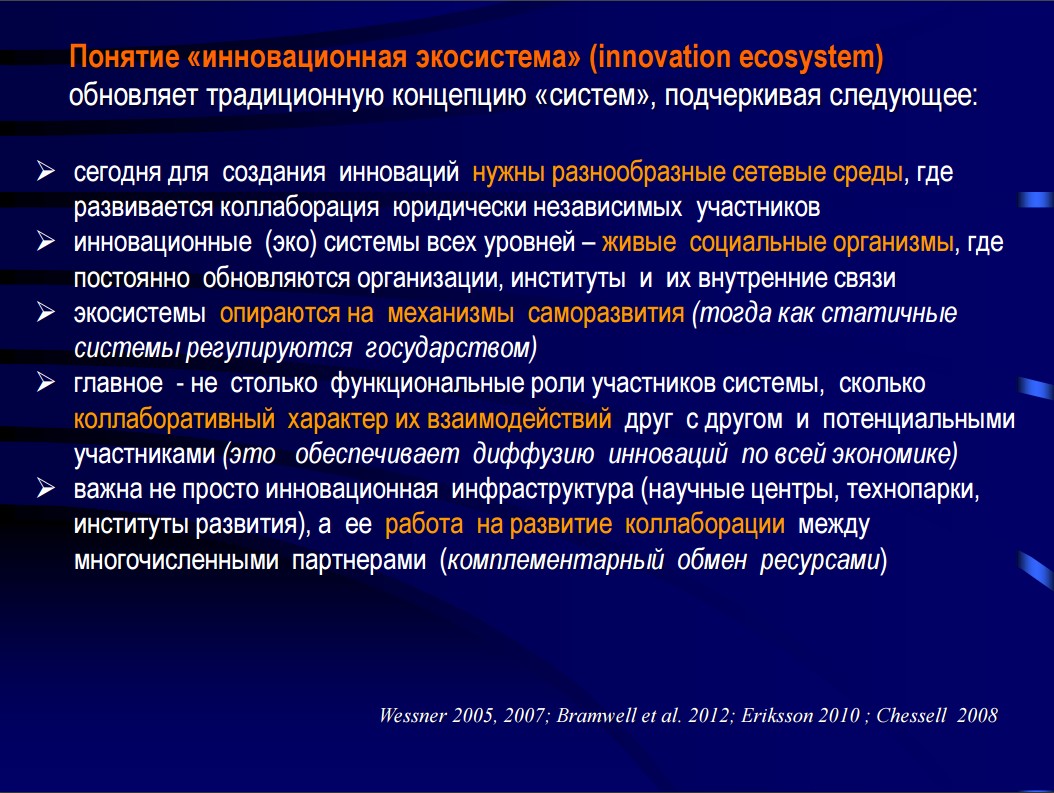 Понятие «инновационная экосистема» (innovation ecosystem)
обновляет традиционную концепцию «систем», подчеркивая следующее:
сегодня для создания инноваций нужны разнообразные сетевые среды, где
развивается коллаборация юридически независимых участников
инновационные (эко) системы всех уровней – живые социальные организмы, где
постоянно обновляются организации, институты и их внутренние связи
экосистемы опираются на механизмы саморазвития (тогда как статичные
системы регулируются государством)
главное - не столько функциональные роли участников системы, сколько
коллаборативный характер их взаимодействий друг с другом и потенциальными
участниками (это обеспечивает диффузию инноваций по всей экономике)
важна не просто инновационная инфраструктура (научные центры, технопарки,
институты развития), а ее работа на развитие коллаборации между
многочисленными партнерами (комплементарный обмен ресурсами)
Wessner 2005, 2007; Bramwell et al. 2012; Eriksson 2010 ; Chessell 2008